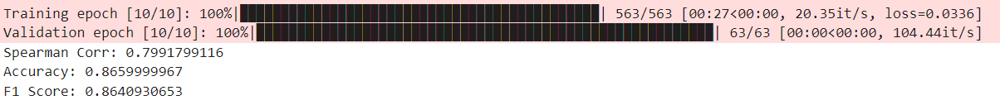 Training epoch [10/10]: 100%|██████████| 563/563 [00:27<00:00, 20.35it/s, loss=0.0336]
Validation epoch [10/10]: 100%|██████████| 63/63 [00:00<00:00, 104.44it/s]
Spearman Corr: 0.7991799116
Accuracy: 0.8659999967
F1 Score: 0.8640930653